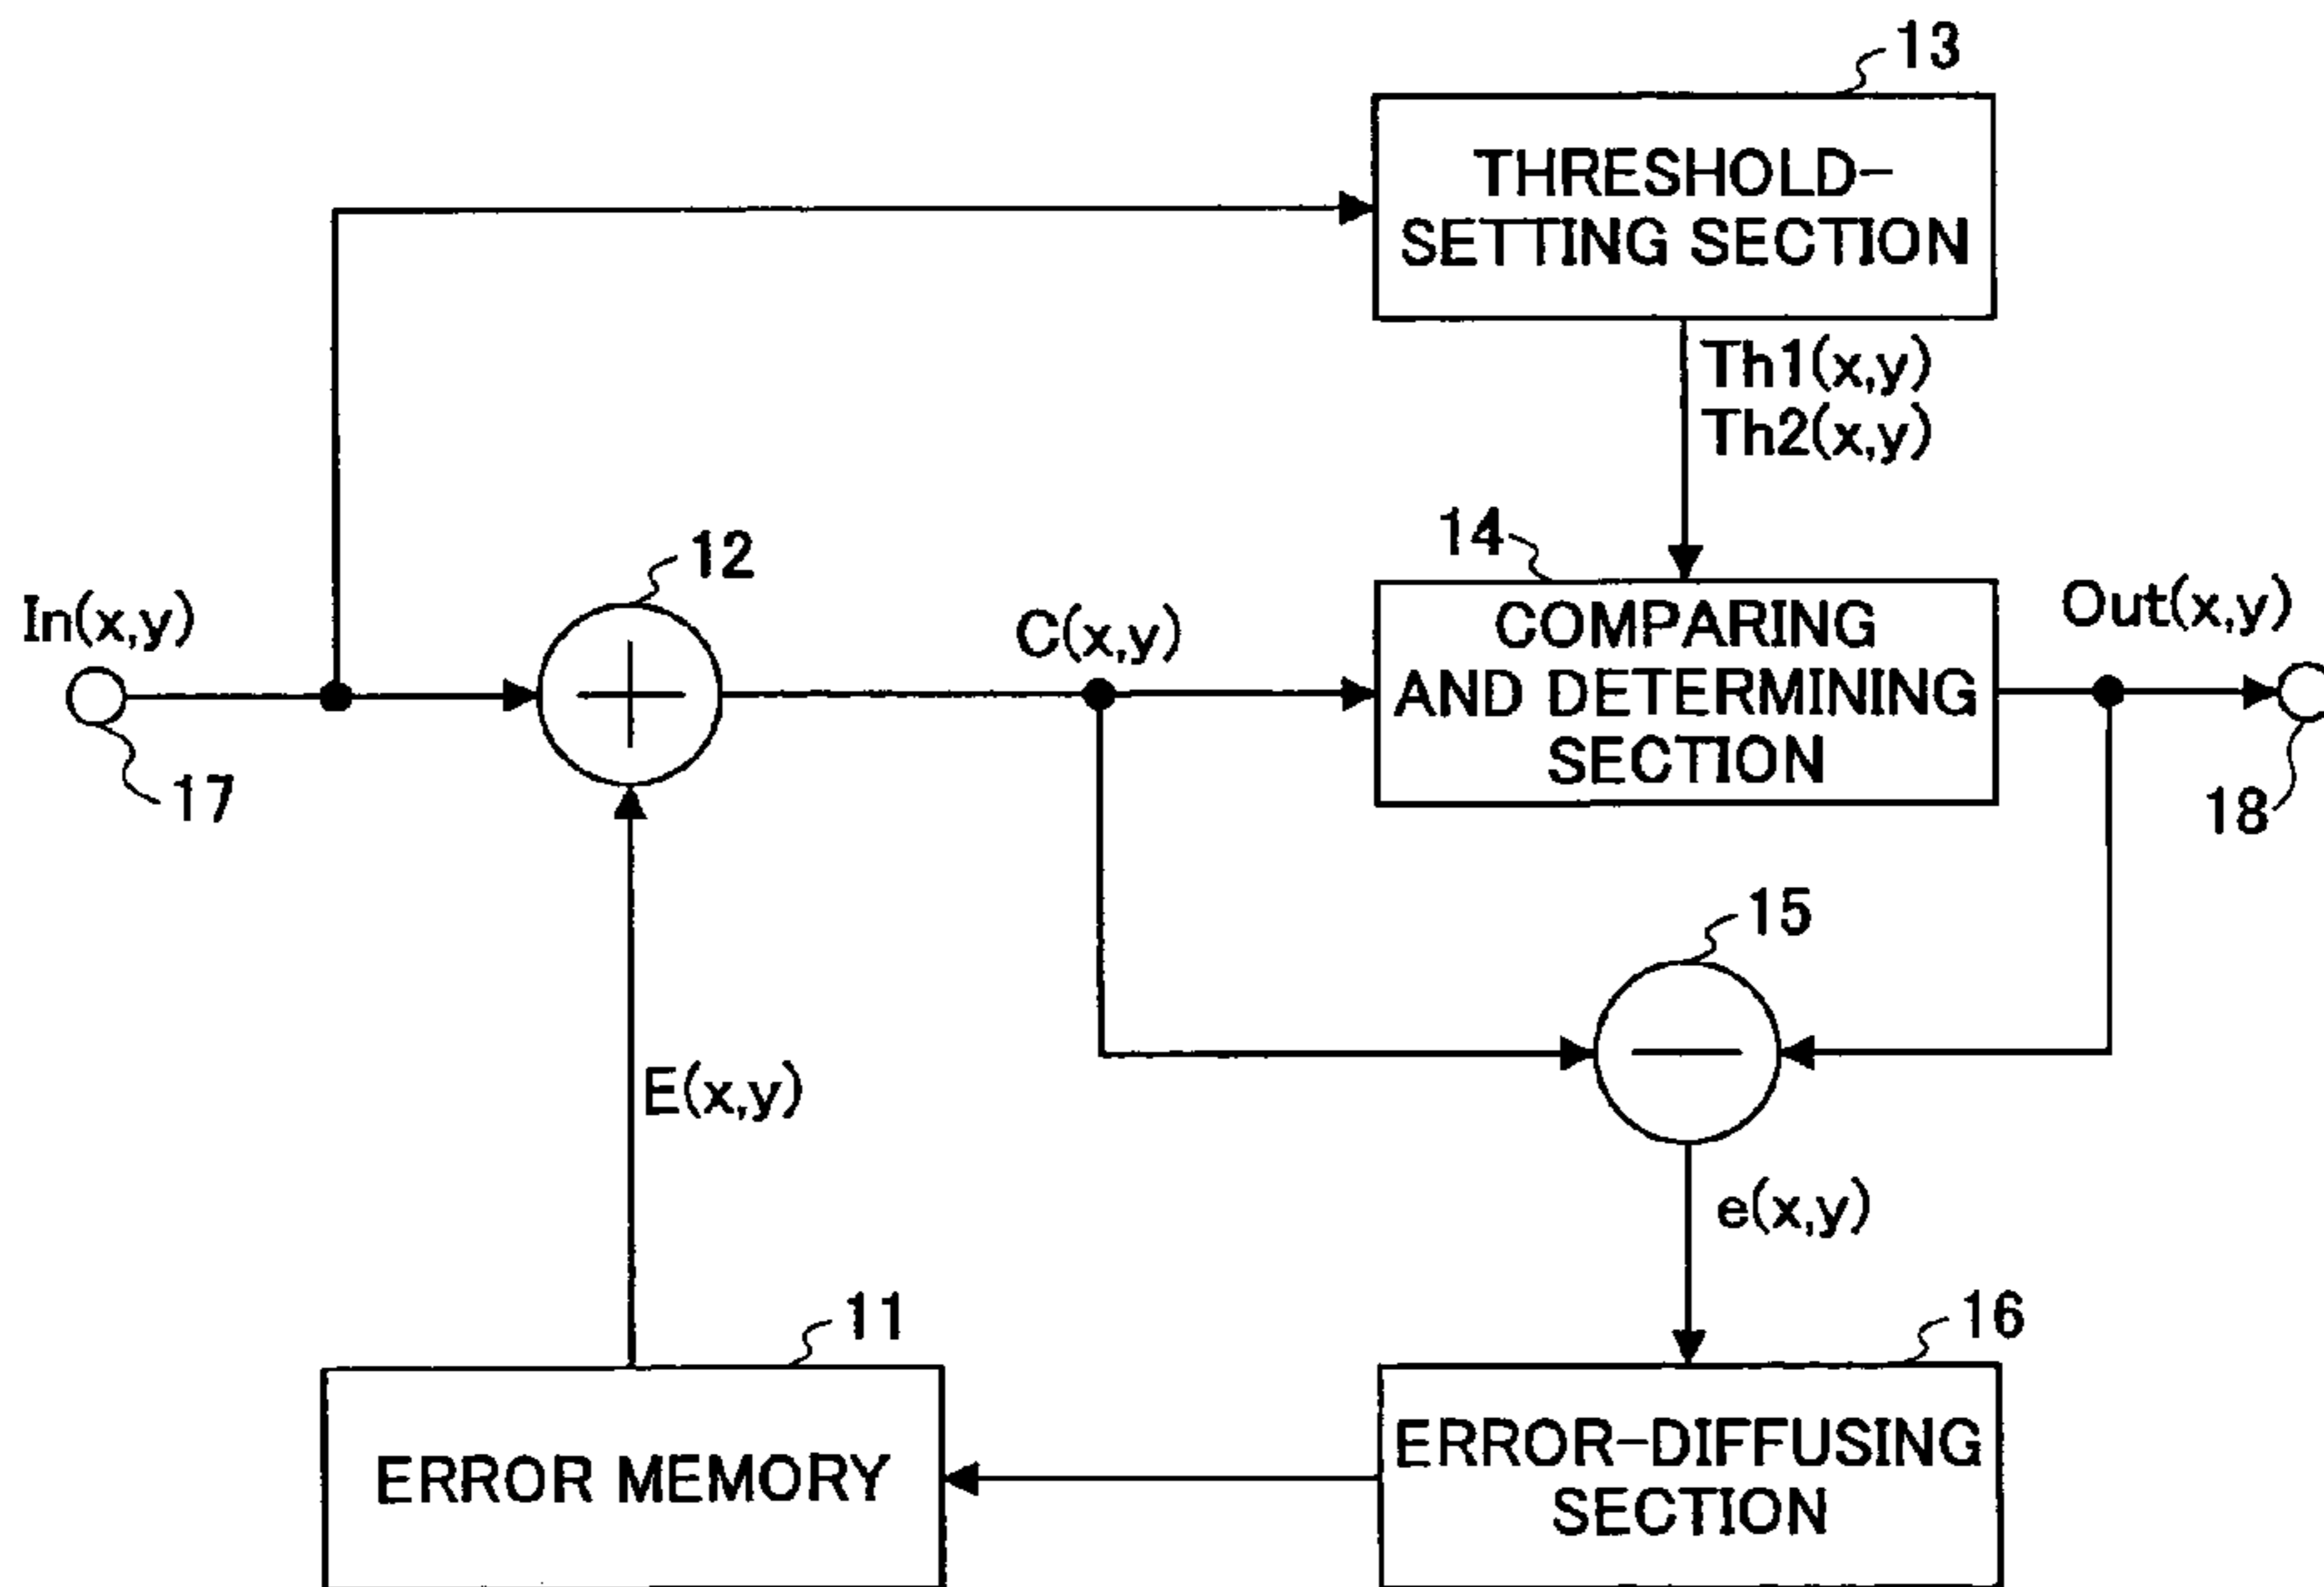 13
THRESHOLD-
SETTING SECTION
Th1(x,y)
Th2(x,y)
12
14
In(x,y)
C(x,y)
COMPARING
AND DETERMINING
SECTION
Out(x,y)
17
18
15
E(x,y)
e(x,y)
11
16
ERROR MEMORY
ERROR-DIFFUSING
SECTION